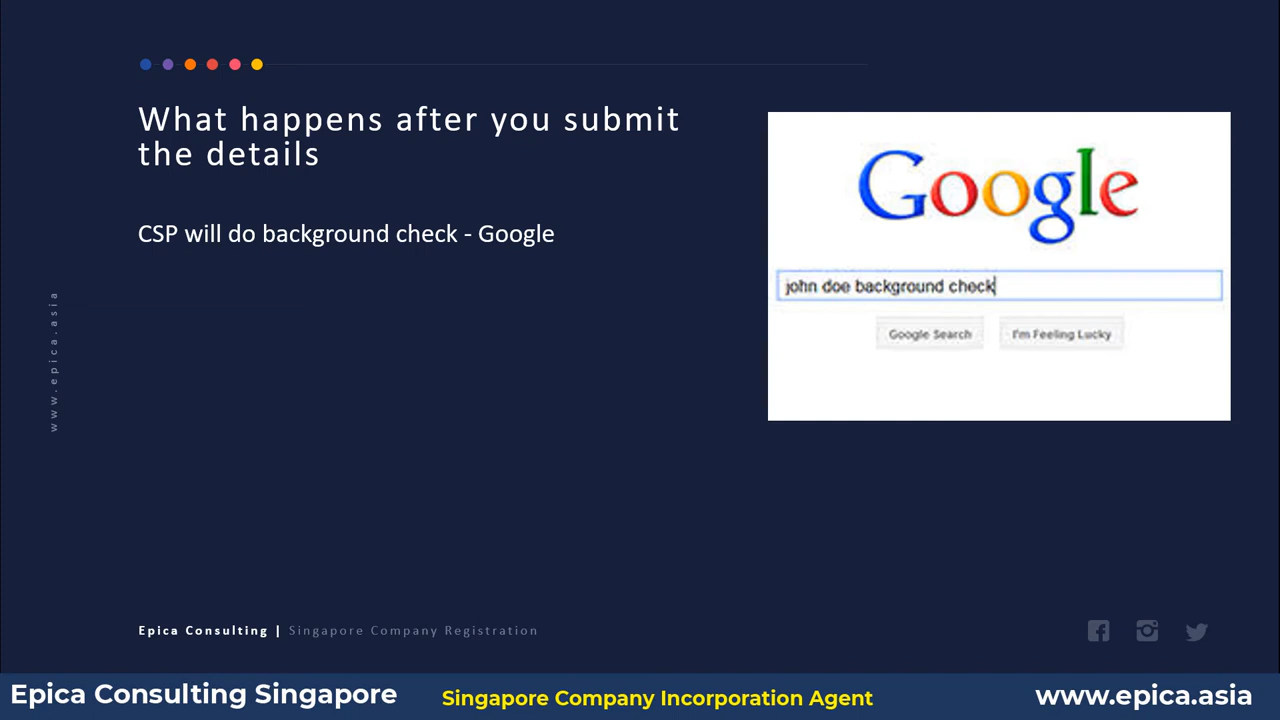 What happens after you submit
the details
CSP will do background check - Google
Google
john doe background check
Google Search
I'm Feeling Lucky
www.epica.asia
Epica Consulting | Singapore Company Registration
Epica Consulting Singapore
Singapore Company Incorporation Agent
www.epica.asia